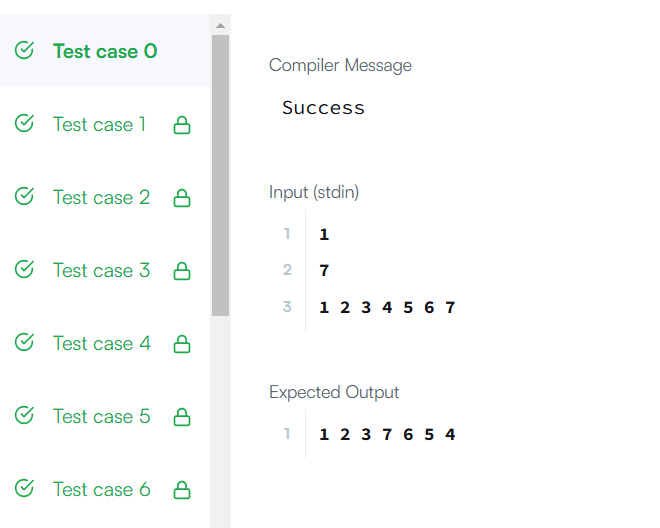 Test case 0
Test case 1
Test case 2
Test case 3
Test case 4
Test case 5
Test case 6
Compiler Message
Success
Input (stdin)
1 1
2 7
3 1 2 3 4 5 6 7
Expected Output
1 1 2 3 7 6 5 4